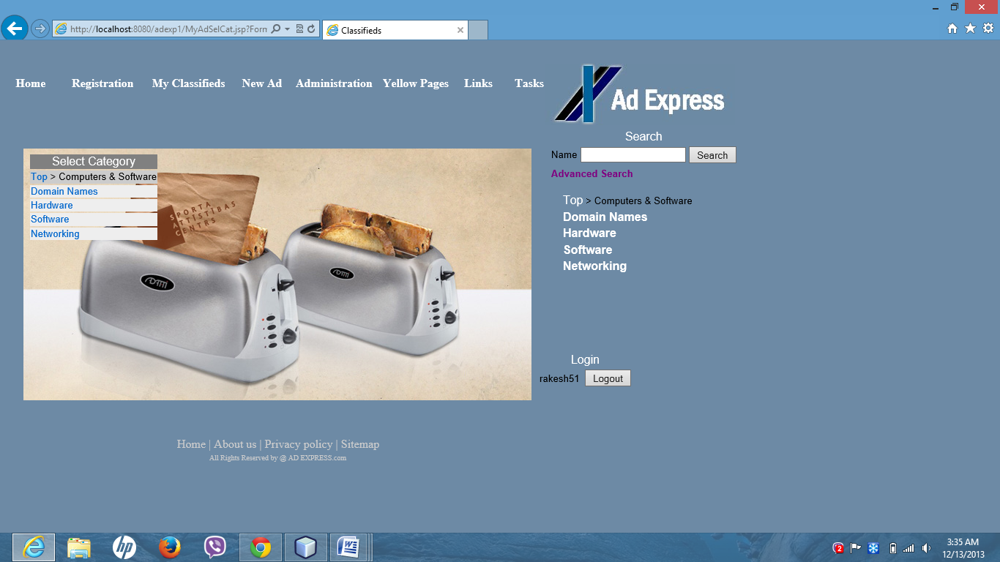 http://localhost:8080/adexp1/MyAdSelCat.jsp?Forn
Classifieds
Home Registration My Classifieds New Ad Administration Yellow Pages Links Tasks
Ad Express
Search
Name Search
Advanced Search
Select Category
Top > Computers & Software
Domain Names
Hardware
Software
Networking
SPORTA
ATTĪSTĪBAS
CENTRS
Top > Computers & Software
Domain Names
Hardware
Software
Networking
Login
rakesh51 Logout
Home | About us | Privacy policy | Sitemap
All Rights Reserved by @ AD EXPRESS.com
hp
2
3:35 AM
12/13/2013